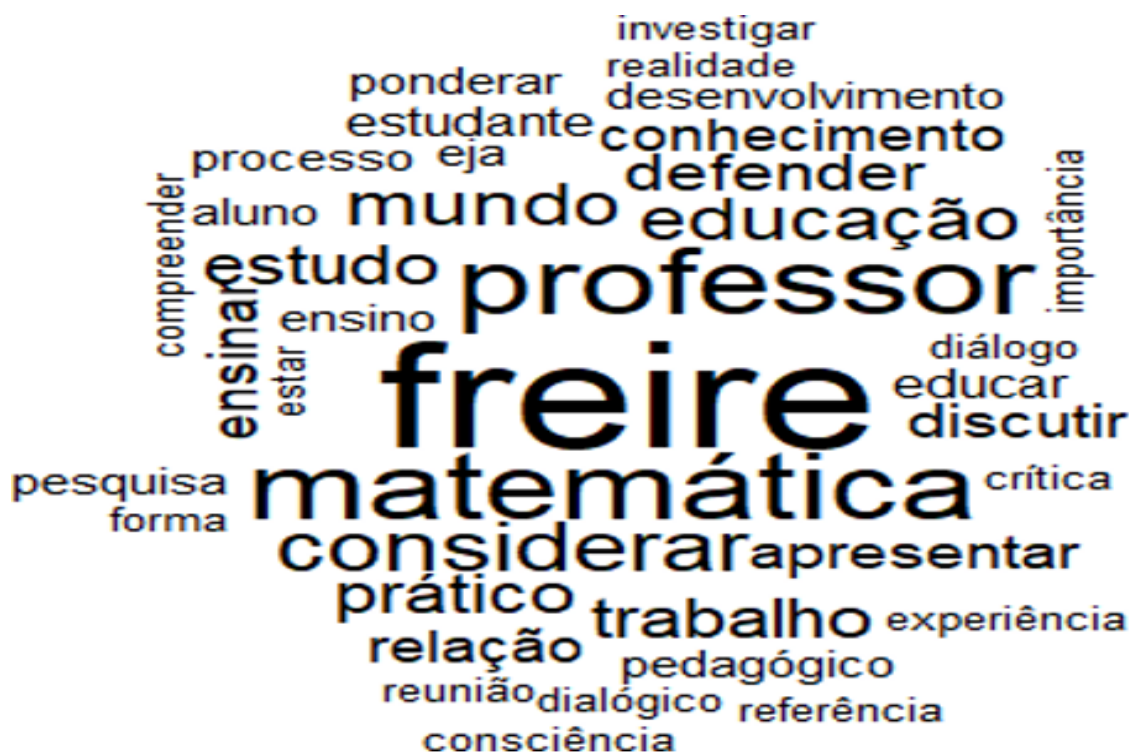 investigar
realidade
ponderar
desenvolvimento
estudante
conhecimento
processo
eja
defender
importância
compreender
aluno
mundo
educação
estudo
professor
ensinar
ensino
estar
diálogo
freire
educar
discutir
pesquisa
matemática
crítica
forma
considerar
apresentar
prático
trabalho
experiência
relação
pedagógico
reunião
dialógico
referência
consciência